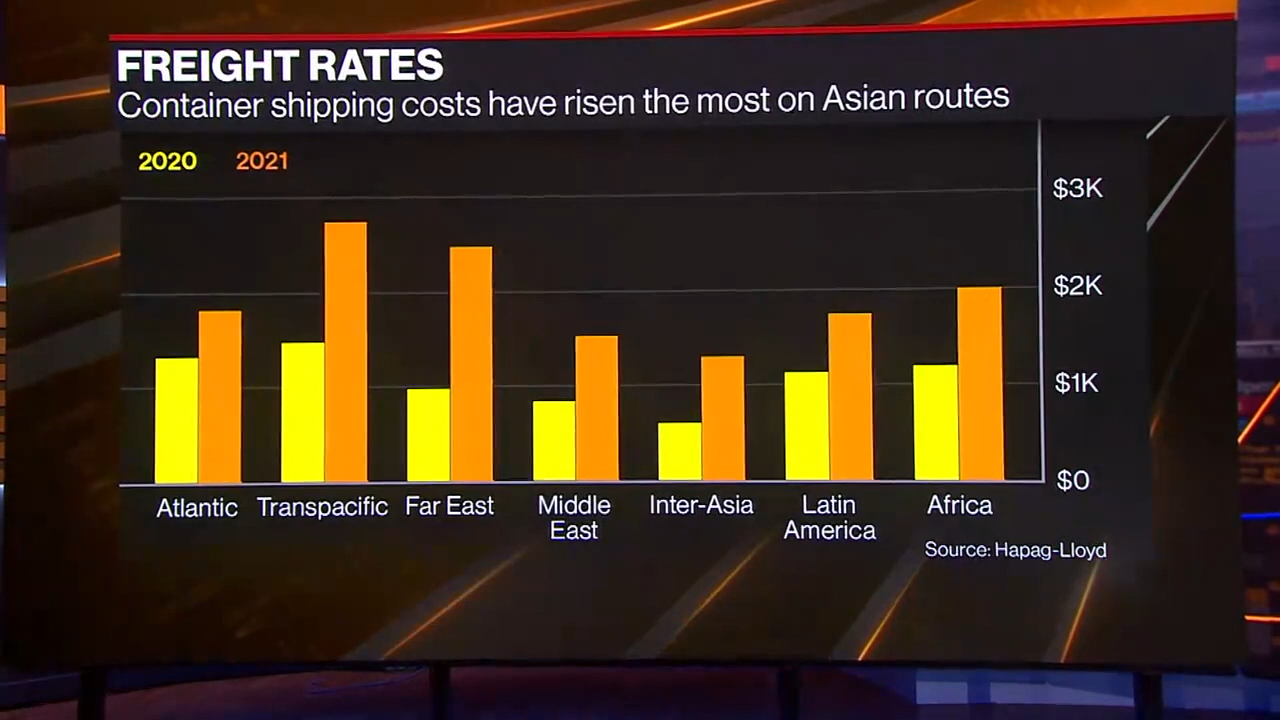 FREIGHT RATES
Container shipping costs have risen the most on Asian routes
2020 2021
$3K
$2K
$1K
$0
Atlantic Transpacific Far East Middle East Inter-Asia Latin America Africa
Source: Hapag-Lloyd